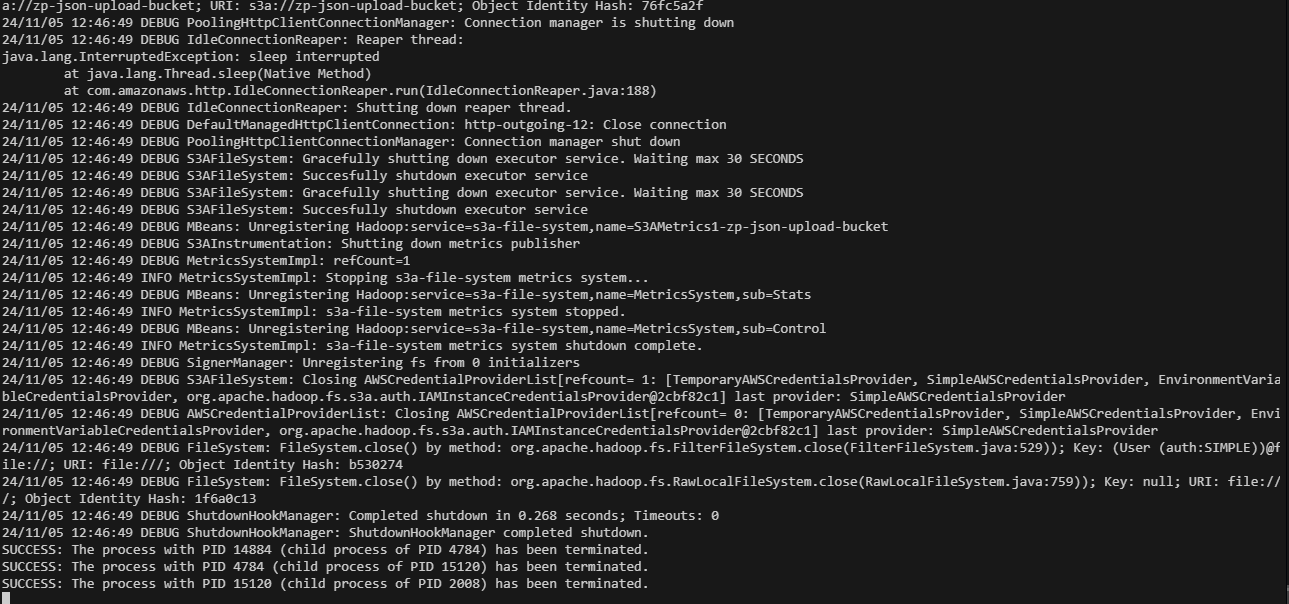 a://zp-json-upload-bucket; URI: s3a://zp-json-upload-bucket; Object Identity Hash: 76fc5a2f
24/11/05 12:46:49 DEBUG PoolingHttpClientConnectionManager: Connection manager is shutting down
24/11/05 12:46:49 DEBUG IdleConnectionReaper: Reaper thread:
java.lang.InterruptedException: sleep interrupted
        at java.lang.Thread.sleep(Native Method)
        at com.amazonaws.http.IdleConnectionReaper.run(IdleConnectionReaper.java:188)
24/11/05 12:46:49 DEBUG IdleConnectionReaper: Shutting down reaper thread.
24/11/05 12:46:49 DEBUG DefaultManagedHttpClientConnection: http-outgoing-12: Close connection
24/11/05 12:46:49 DEBUG PoolingHttpClientConnectionManager: Connection manager shut down
24/11/05 12:46:49 DEBUG S3AFileSystem: Gracefully shutting down executor service. Waiting max 30 SECONDS
24/11/05 12:46:49 DEBUG S3AFileSystem: Succesfully shutdown executor service
24/11/05 12:46:49 DEBUG S3AFileSystem: Gracefully shutting down executor service. Waiting max 30 SECONDS
24/11/05 12:46:49 DEBUG S3AFileSystem: Succesfully shutdown executor service
24/11/05 12:46:49 DEBUG MBeans: Unregistering Hadoop:service=s3a-file-system,name=S3AMetrics1-zp-json-upload-bucket
24/11/05 12:46:49 DEBUG S3AInstrumentation: Shutting down metrics publisher
24/11/05 12:46:49 DEBUG MetricsSystemImpl: refCount=1
24/11/05 12:46:49 INFO MetricsSystemImpl: Stopping s3a-file-system metrics system...
24/11/05 12:46:49 DEBUG MBeans: Unregistering Hadoop:service=s3a-file-system,name=MetricsSystem,sub=Stats
24/11/05 12:46:49 INFO MetricsSystemImpl: s3a-file-system metrics system stopped.
24/11/05 12:46:49 DEBUG MBeans: Unregistering Hadoop:service=s3a-file-system,name=MetricsSystem,sub=Control
24/11/05 12:46:49 INFO MetricsSystemImpl: s3a-file-system metrics system shutdown complete.
24/11/05 12:46:49 DEBUG SignerManager: Unregistering fs from 0 initializers
24/11/05 12:46:49 DEBUG S3AFileSystem: Closing AWSCredentialProviderList[refcount= 1: [TemporaryAWSCredentialsProvider, SimpleAWSCredentialsProvider, EnvironmentVaria
bleCredentialsProvider, org.apache.hadoop.fs.s3a.auth.IAMInstanceCredentialsProvider@2cbf82c1] last provider: SimpleAWSCredentialsProvider
24/11/05 12:46:49 DEBUG AWSCredentialProviderList: Closing AWSCredentialProviderList[refcount= 0: [TemporaryAWSCredentialsProvider, SimpleAWSCredentialsProvider, Envi
ronmentVariableCredentialsProvider, org.apache.hadoop.fs.s3a.auth.IAMInstanceCredentialsProvider@2cbf82c1] last provider: SimpleAWSCredentialsProvider
24/11/05 12:46:49 DEBUG FileSystem: FileSystem.close() by method: org.apache.hadoop.fs.FilterFileSystem.close(FilterFileSystem.java:529)); Key: (User (auth:SIMPLE))@f
ile://; URI: file:///; Object Identity Hash: b530274
24/11/05 12:46:49 DEBUG FileSystem: FileSystem.close() by method: org.apache.hadoop.fs.RawLocalFileSystem.close(RawLocalFileSystem.java:759)); Key: null; URI: file://
/; Object Identity Hash: 1f6a0c13
24/11/05 12:46:49 DEBUG ShutdownHookManager: Completed shutdown in 0.268 seconds; Timeouts: 0
24/11/05 12:46:49 DEBUG ShutdownHookManager: ShutdownHookManager completed shutdown.
SUCCESS: The process with PID 14884 (child process of PID 4784) has been terminated.
SUCCESS: The process with PID 4784 (child process of PID 15120) has been terminated.
SUCCESS: The process with PID 15120 (child process of PID 2008) has been terminated.